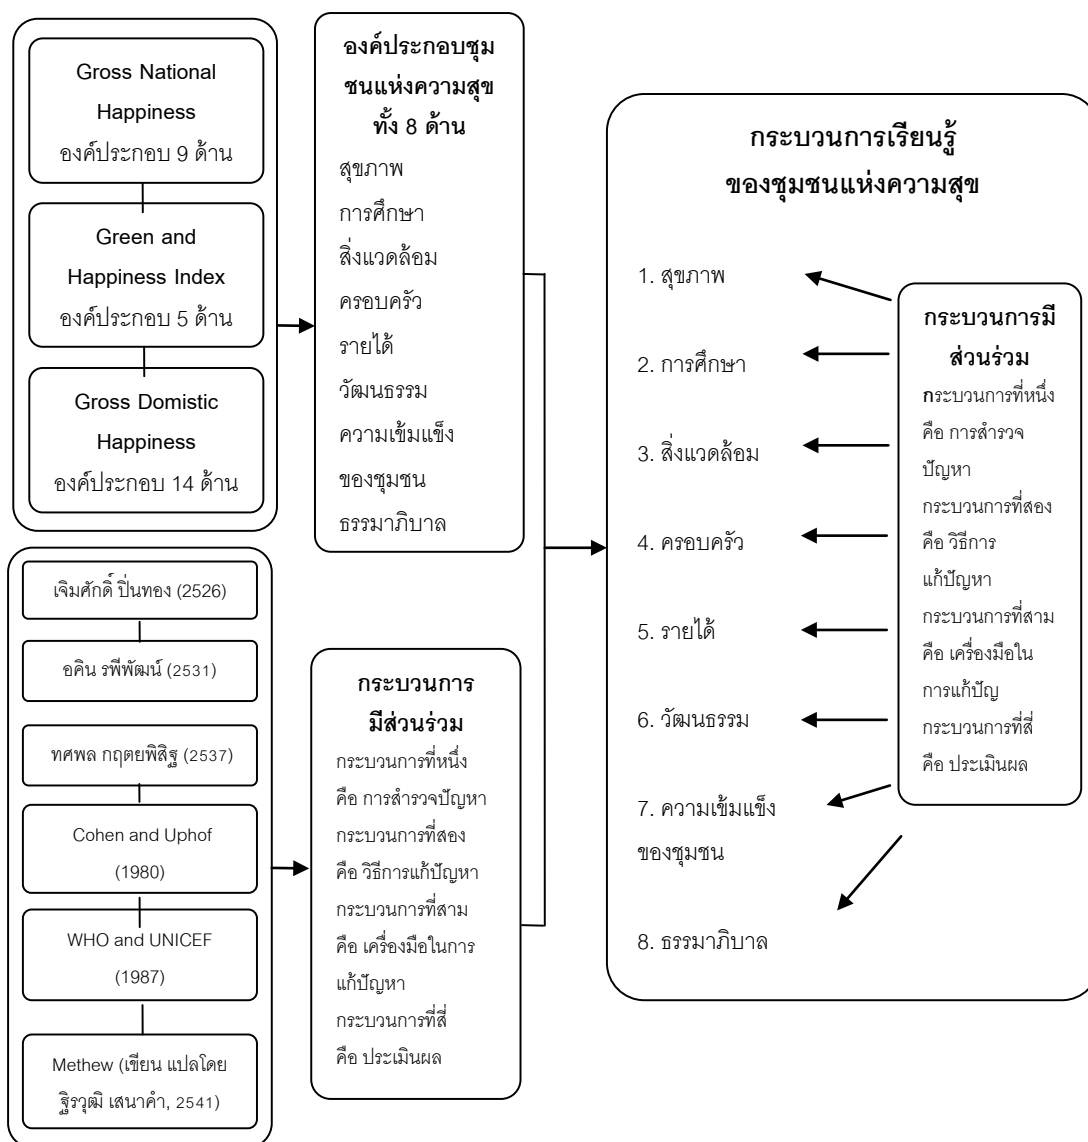 Gross National
Happiness
องค์ประกอบ 9 ด้าน
Green and
Happiness Index
องค์ประกอบ 5 ด้าน
Gross Domistic
Happiness
องค์ประกอบ 14 ด้าน
องค์ประกอบชุม
ชนแห่งความสุข
ทั้ง 8 ด้าน
สุขภาพ
การศึกษา
สิ่งแวดล้อม
ครอบครัว
รายได้
วัฒนธรรม
ความเข้มแข็ง
ของชุมชน
ธรรมาภิบาล
เจิมศักดิ์ ปิ่นทอง (2526)
อคิน รพีพัฒน์ (2531)
ทศพล กฤตยพิสิฐ (2537)
Cohen and Uphof
(1980)
WHO and UNICEF
(1987)
Methew (เขียน แปลโดย
ฐิรวุฒิ เสนาคำ, 2541)
กระบวนการ
มีส่วนร่วม
กระบวนการที่หนึ่ง
คือ การสำรวจปัญหา
กระบวนการที่สอง
คือ วิธีการแก้ปัญหา
กระบวนการที่สาม
คือ เครื่องมือในการ
แก้ปัญหา
กระบวนการที่สี่
คือ ประเมินผล
กระบวนการเรียนรู้
ของชุมชนแห่งความสุข
1. สุขภาพ
2. การศึกษา
3. สิ่งแวดล้อม
4. ครอบครัว
5. รายได้
6. วัฒนธรรม
7. ความเข้มแข็ง
ของชุมชน
8. ธรรมาภิบาล
กระบวนการมี
ส่วนร่วม
กระบวนการที่หนึ่ง
คือ การสำรวจ
ปัญหา
กระบวนการที่สอง
คือ วิธีการ
แก้ปัญหา
กระบวนการที่สาม
คือ เครื่องมือใน
การแก้ปัญ
กระบวนการที่สี่
คือ ประเมินผล